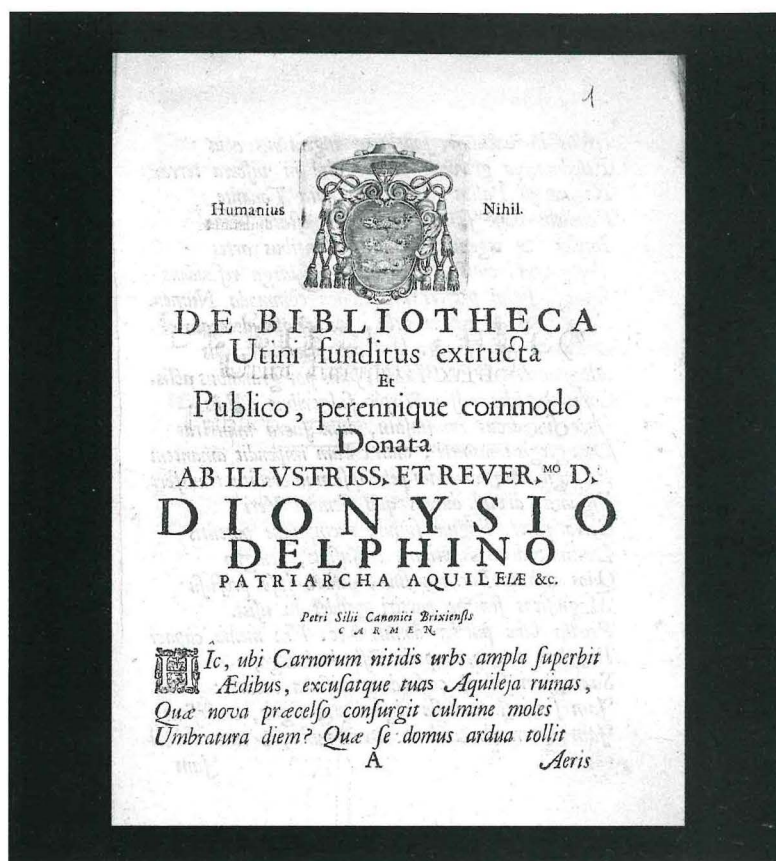 1
Humanius Nihil.
DE BIBLIOTHECA
Utini funditus extructa
Et
Publico, perennique commodo
Donata
AB ILLVSTRISS. ET REVER.MO D.
DIONYSIO
DELPHINO
PATRIARCHA AQUILEIÆ &c.
Petri Silii Canonici Brixiensis
CARMEN.
HIc, ubi Carnorum nitidis urbs ampla ſuperbit
Ædibus, excuſatque tuas Aquileja ruinas,
Quæ nova præcelſo conſurgit culmine moles
Umbratura diem? Quæ ſe domus ardua tollit
A Aeris